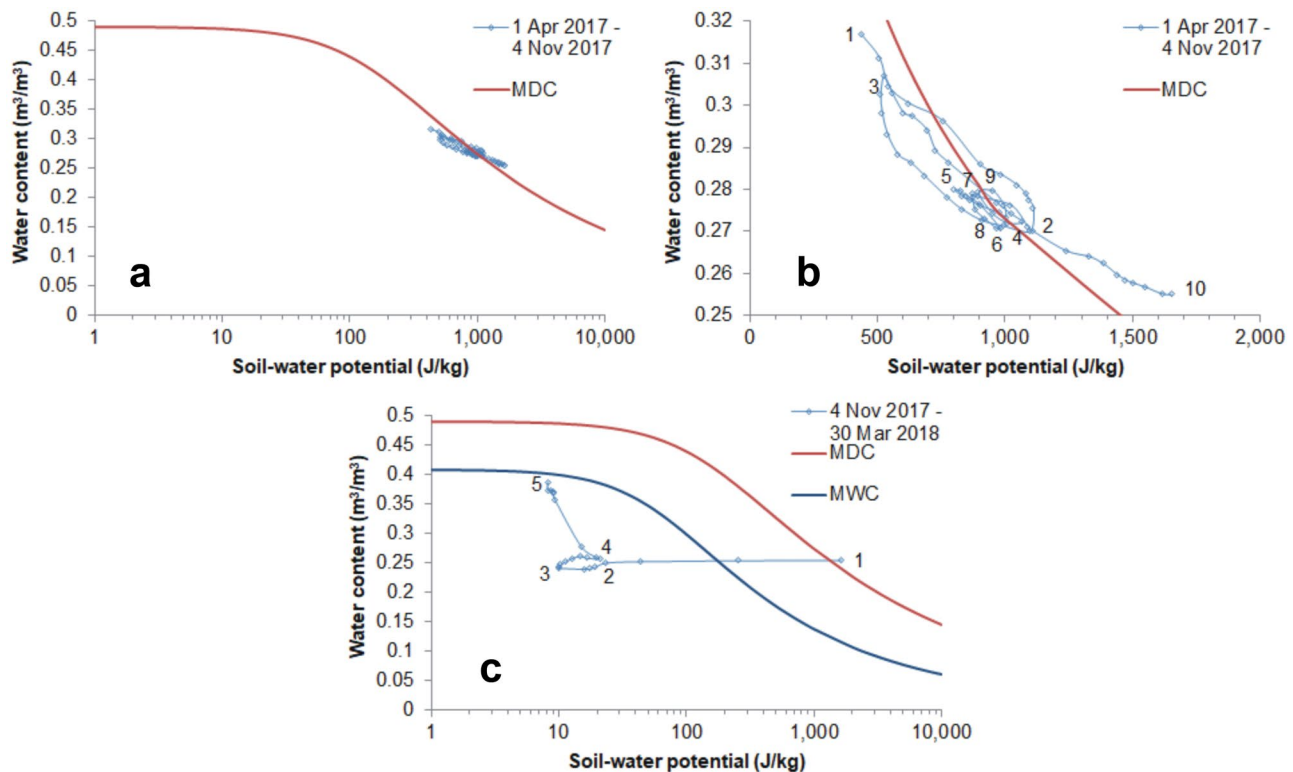 0.5
0.45
0.4
0.35
0.3
0.25
0.2
0.15
0.1
0.05
0
Water content (m³/m³)
1 10 100 1,000 10,000
Soil-water potential (J/kg)
1 Apr 2017 -
4 Nov 2017
MDC
a
0.32
0.31
0.3
0.29
0.28
0.27
0.26
0.25
Water content (m³/m³)
0 500 1,000 1,500 2,000
Soil-water potential (J/kg)
1 Apr 2017 -
4 Nov 2017
MDC
1
3
5 7 9
2
8 6 4
10
b
0.5
0.45
0.4
0.35
0.3
0.25
0.2
0.15
0.1
0.05
0
Water content (m³/m³)
1 10 100 1,000 10,000
Soil-water potential (J/kg)
4 Nov 2017 -
30 Mar 2018
MDC
MWC
5
4
1
3 2
c